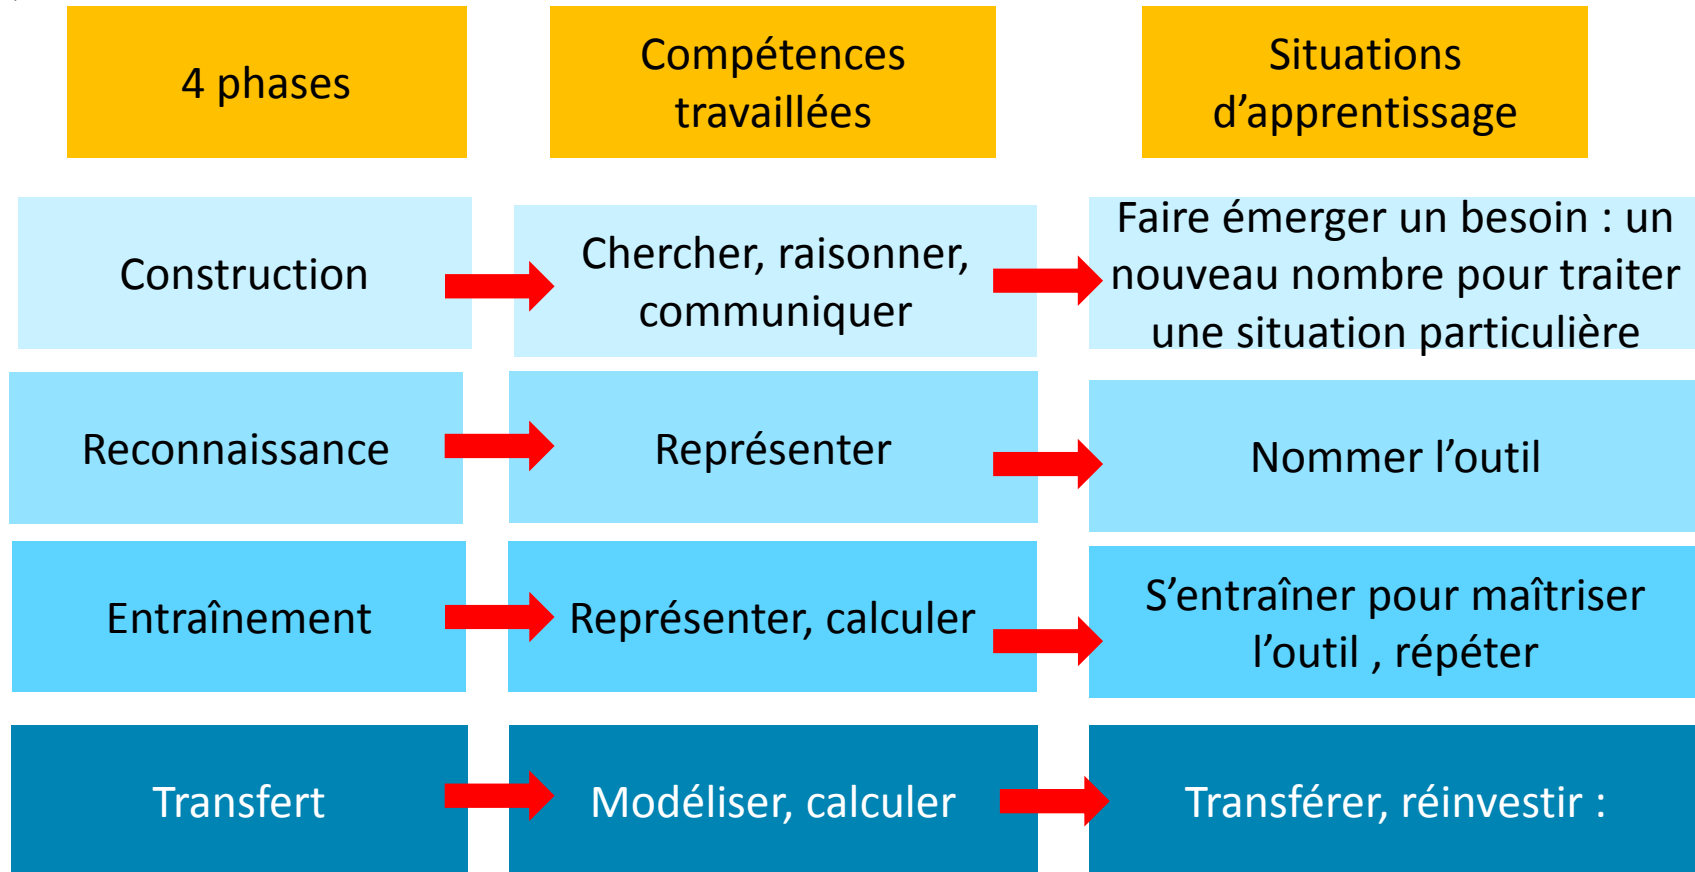 4 phases
Compétences
travaillées
Situations
d’apprentissage
Construction
Chercher, raisonner,
communiquer
Faire émerger un besoin : un
nouveau nombre pour traiter
une situation particulière
Reconnaissance
Représenter
Nommer l’outil
Entraînement
Représenter, calculer
S’entraîner pour maîtriser
l’outil , répéter
Transfert
Modéliser, calculer
Transférer, réinvestir :